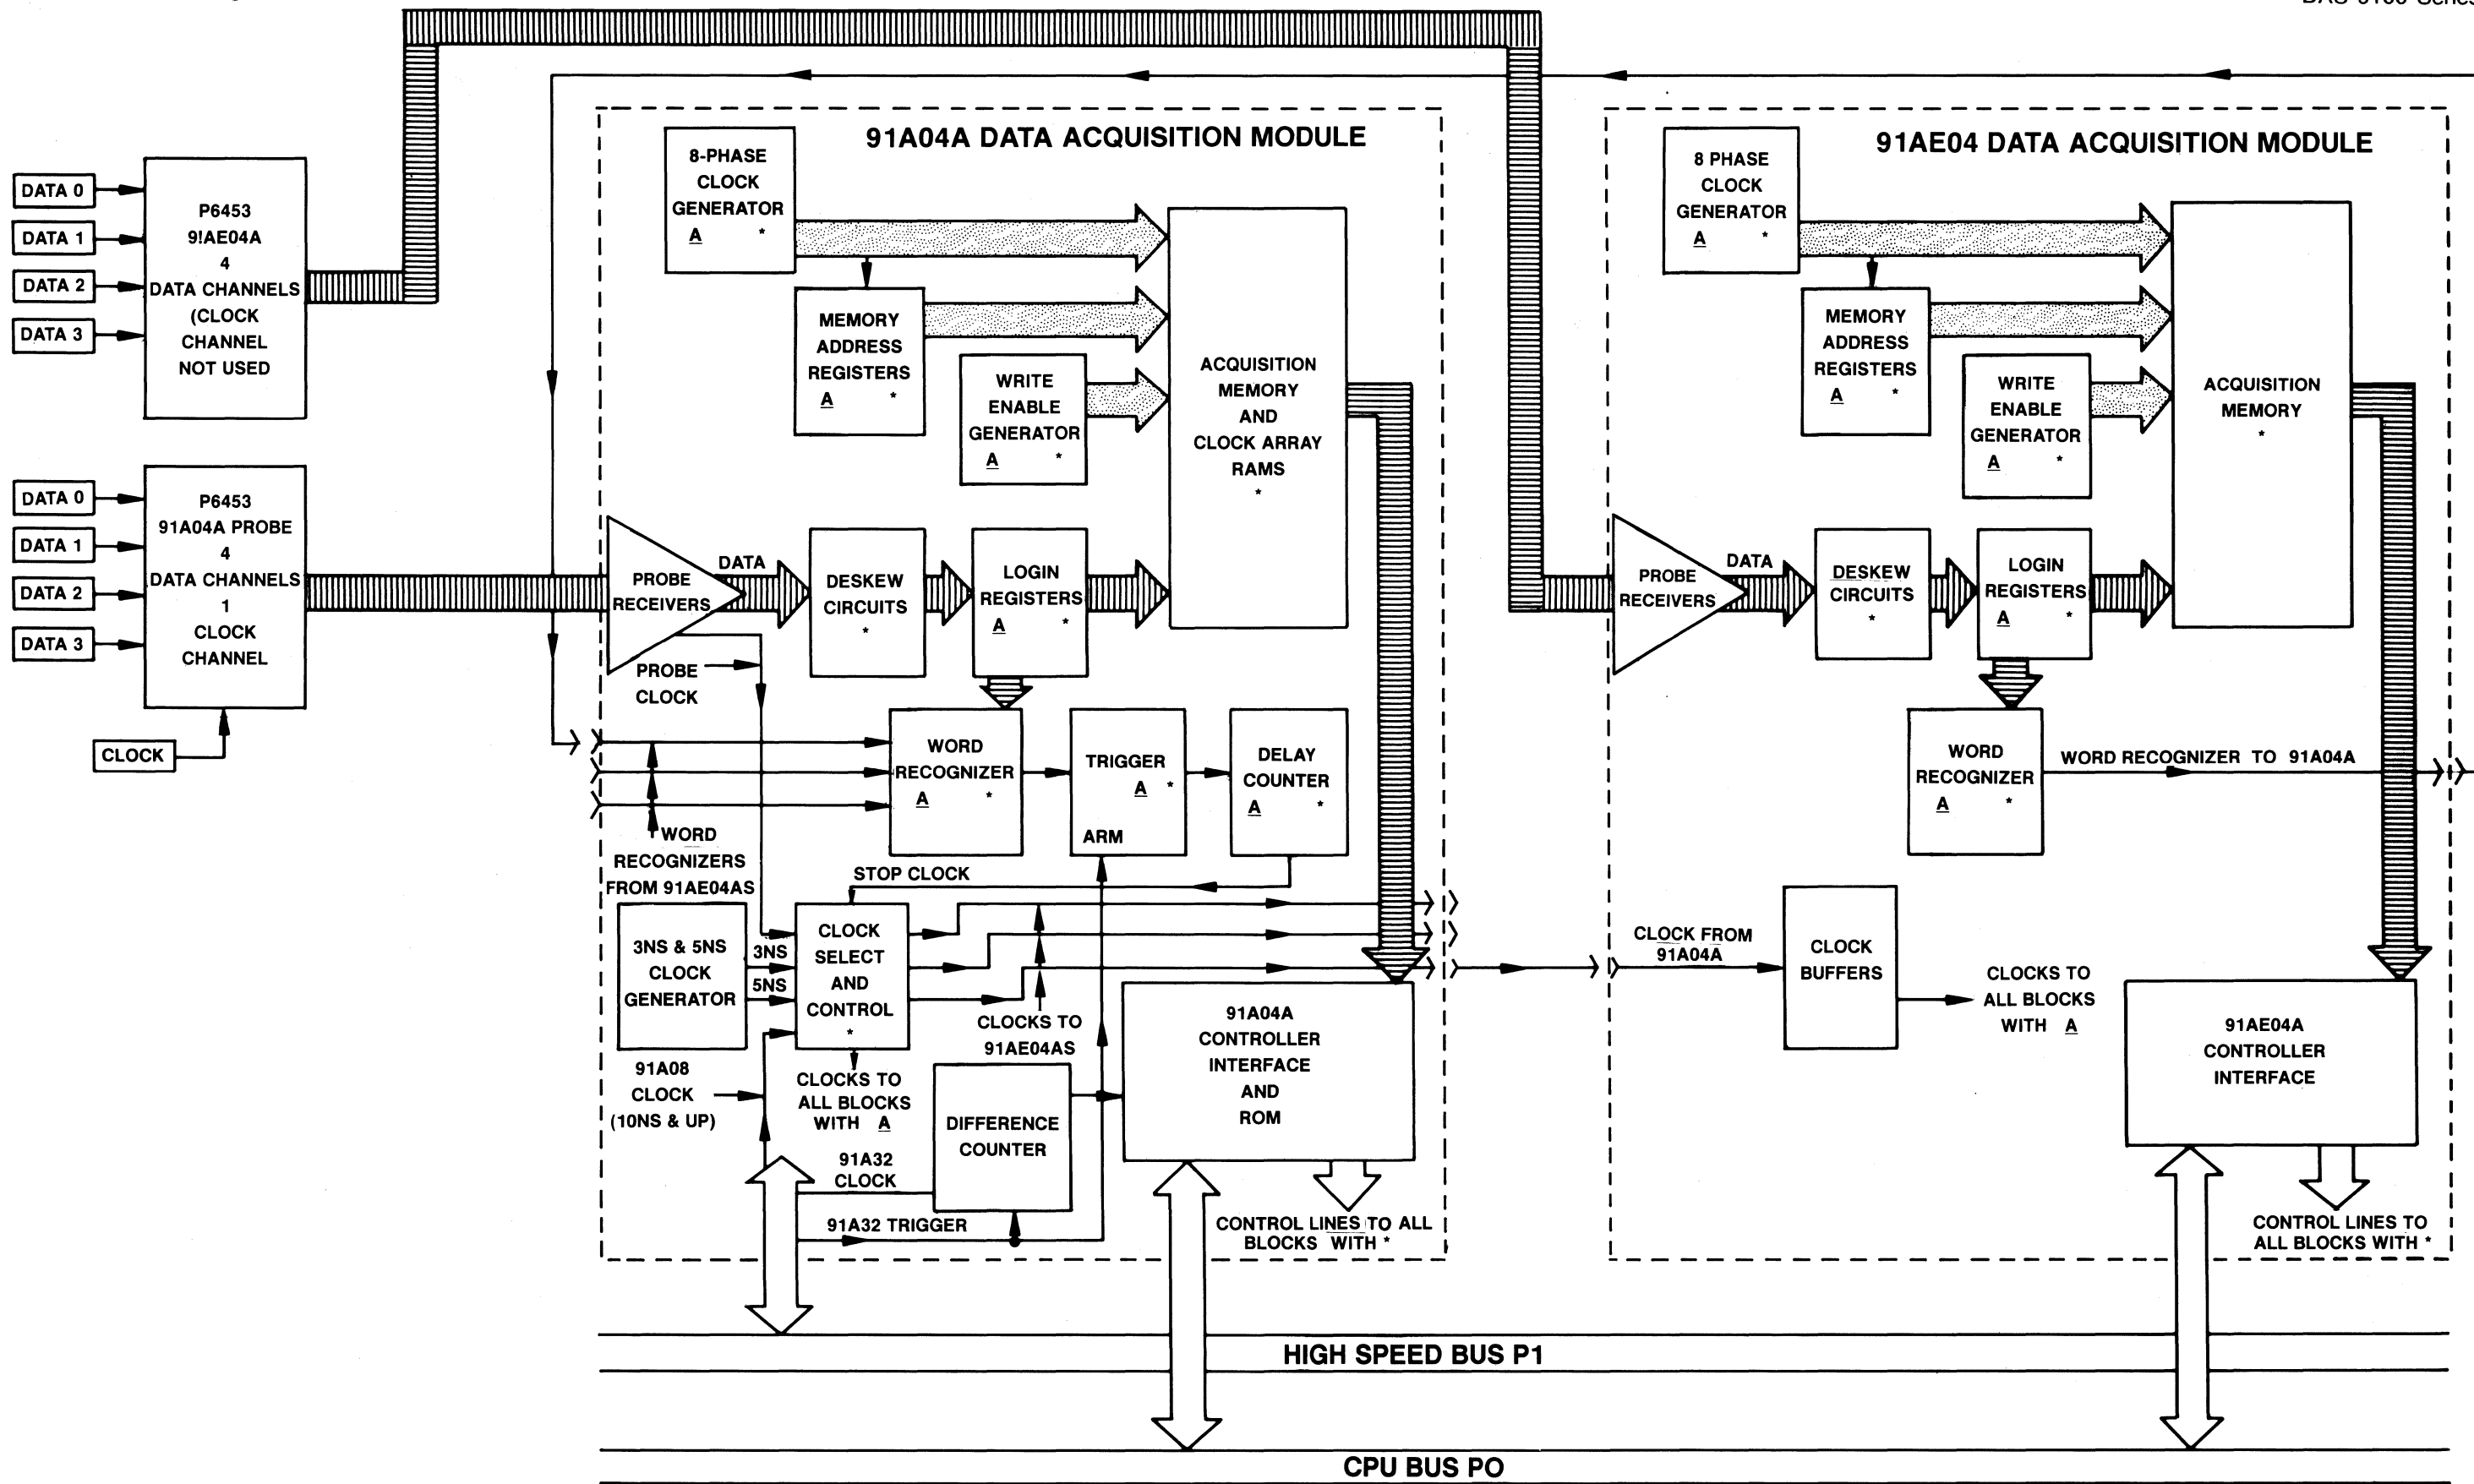 DAS 9100 Series
91A04A DATA ACQUISITION MODULE
91AE04 DATA ACQUISITION MODULE
DATA 0
DATA 1
DATA 2
DATA 3
P6453
9!AE04A
4
DATA CHANNELS
(CLOCK
CHANNEL
NOT USED
DATA 0
DATA 1
DATA 2
DATA 3
P6453
91A04A PROBE
4
DATA CHANNELS
1
CLOCK
CHANNEL
CLOCK
8-PHASE
CLOCK
GENERATOR
A *
MEMORY
ADDRESS
REGISTERS
A *
WRITE
ENABLE
GENERATOR
A *
ACQUISITION
MEMORY
AND
CLOCK ARRAY
RAMS
*
PROBE
RECEIVERS
DATA
DESKEW
CIRCUITS
*
LOGIN
REGISTERS
A *
PROBE
CLOCK
WORD
RECOGNIZER
A *
TRIGGER
A *
ARM
DELAY
COUNTER
A *
WORD
RECOGNIZERS
FROM 91AE04AS
STOP CLOCK
3NS & 5NS
CLOCK
GENERATOR
3NS
5NS
CLOCK
SELECT
AND
CONTROL
*
CLOCKS TO
91AE04AS
91A08
CLOCK
(10NS & UP)
CLOCKS TO
ALL BLOCKS
WITH A
DIFFERENCE
COUNTER
91A32
CLOCK
91A32 TRIGGER
91A04A
CONTROLLER
INTERFACE
AND
ROM
CONTROL LINES TO ALL
BLOCKS WITH *
8 PHASE
CLOCK
GENERATOR
A *
MEMORY
ADDRESS
REGISTERS
A *
WRITE
ENABLE
GENERATOR
A *
ACQUISITION
MEMORY
*
PROBE
RECEIVERS
DATA
DESKEW
CIRCUITS
*
LOGIN
REGISTERS
A *
WORD
RECOGNIZER
A *
WORD RECOGNIZER TO 91A04A
CLOCK FROM
91A04A
CLOCK
BUFFERS
CLOCKS TO
ALL BLOCKS
WITH A
91AE04A
CONTROLLER
INTERFACE
CONTROL LINES TO
ALL BLOCKS WITH *
HIGH SPEED BUS P1
CPU BUS PO